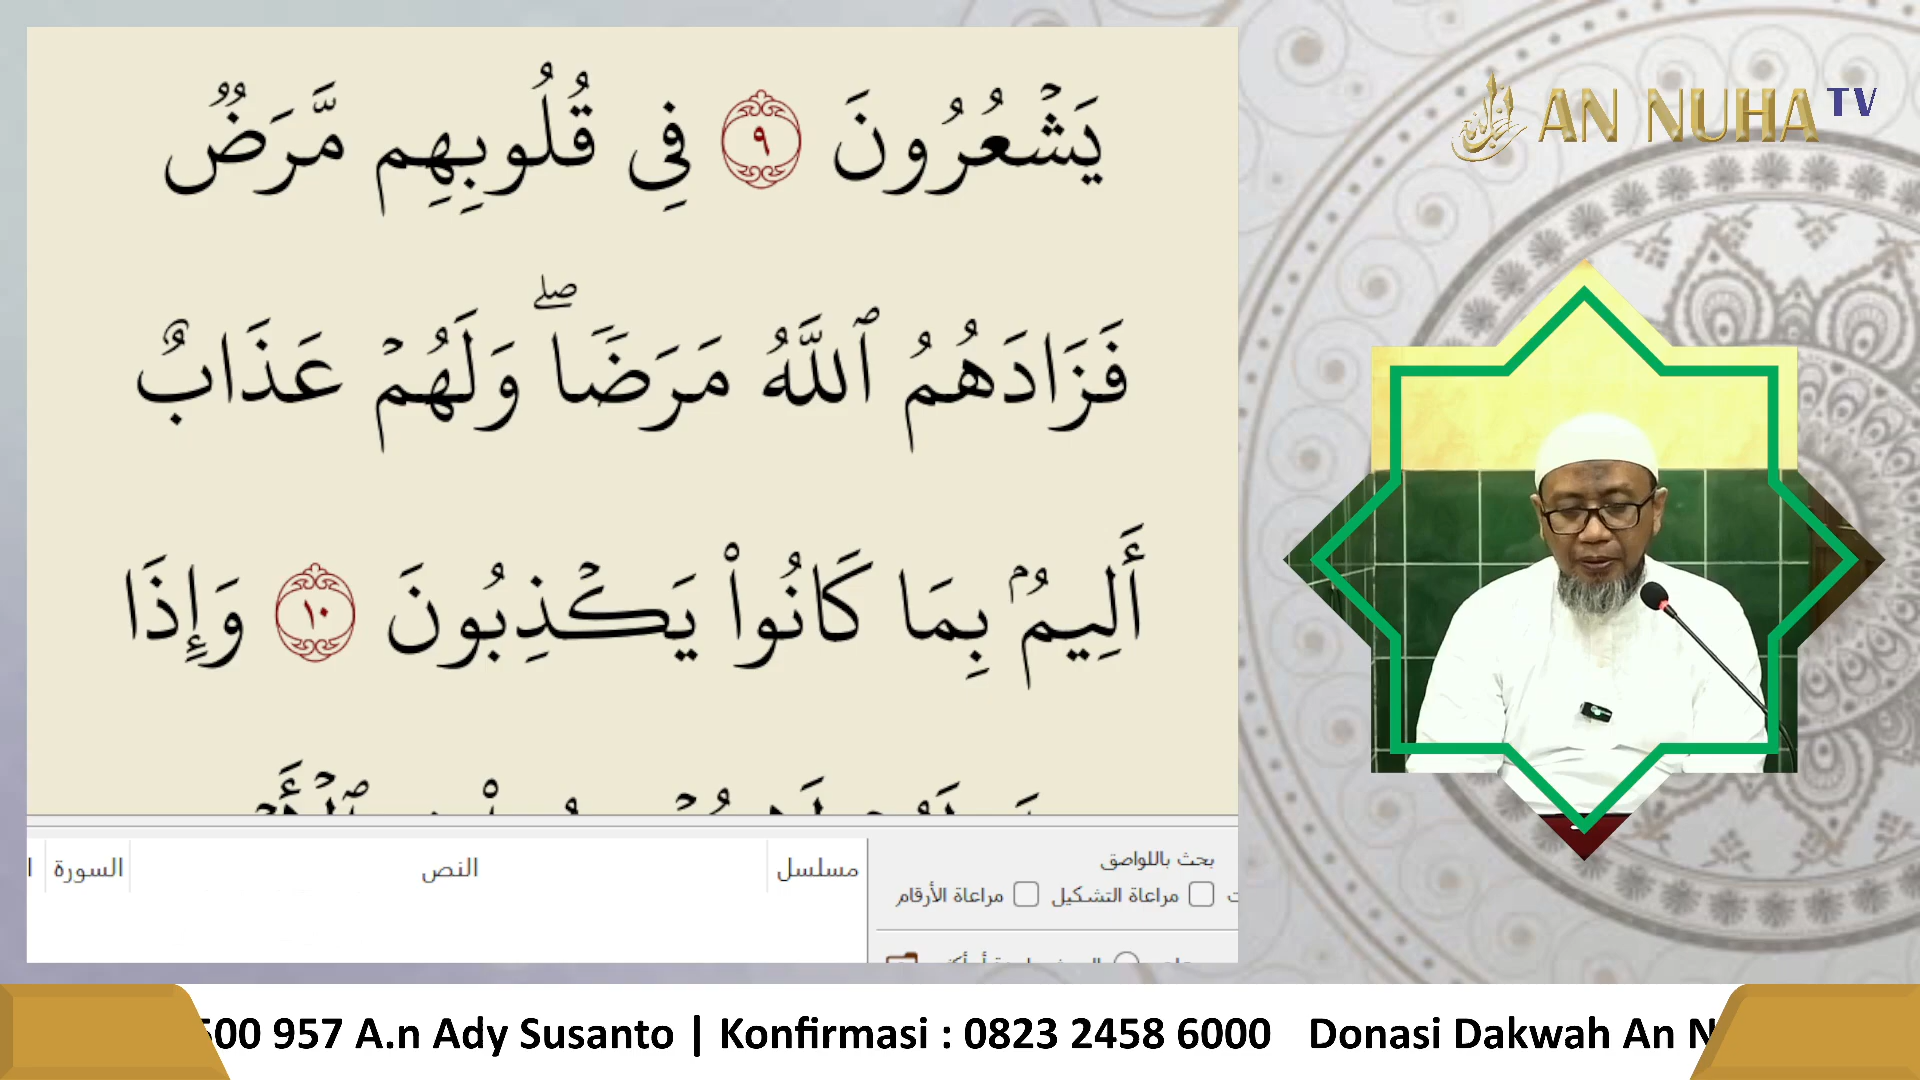 يَشْعُرُونَ ٩ فِى قُلُوبِهِم مَّرَضٌ
فَزَادَهُمُ ٱللَّهُ مَرَضًا ۖ وَلَهُمْ عَذَابٌ
أَلِيمٌۢ بِمَا كَانُوا۟ يَكْذِبُونَ ١٠ وَإِذَا
AN NUHA TV
السورة النص مسلسل
بحث باللواصق
مراعاة التشكيل مراعاة الأرقام
500 957 A.n Ady Susanto | Konfirmasi : 0823 2458 6000 Donasi Dakwah An N